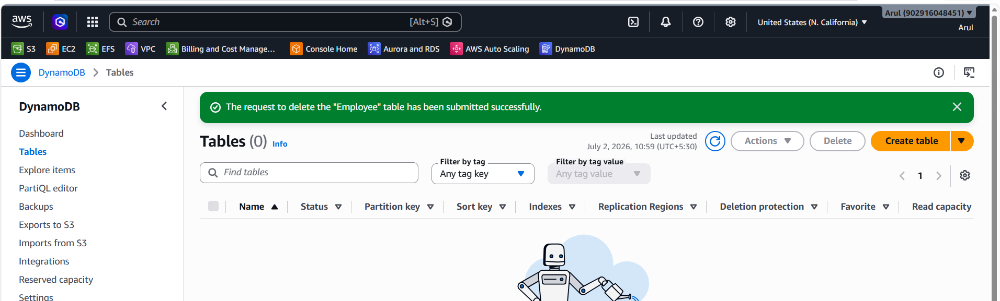 aws
Search [Alt+S]
United States (N. California)
Arul (902916048451)
Arul
S3 EC2 EFS VPC Billing and Cost Manage... Console Home Aurora and RDS AWS Auto Scaling DynamoDB
DynamoDB Tables
DynamoDB
Dashboard
Tables
Explore items
PartiQL editor
Backups
Exports to S3
Imports from S3
Integrations
Reserved capacity
Settings
The request to delete the "Employee" table has been submitted successfully.
Tables (0) Info
Last updated
July 2, 2026, 10:59 (UTC+5:30)
Actions Delete Create table
Find tables
Filter by tag
Any tag key
Filter by tag value
Any tag value
1
Name Status Partition key Sort key Indexes Replication Regions Deletion protection Favorite Read capacity